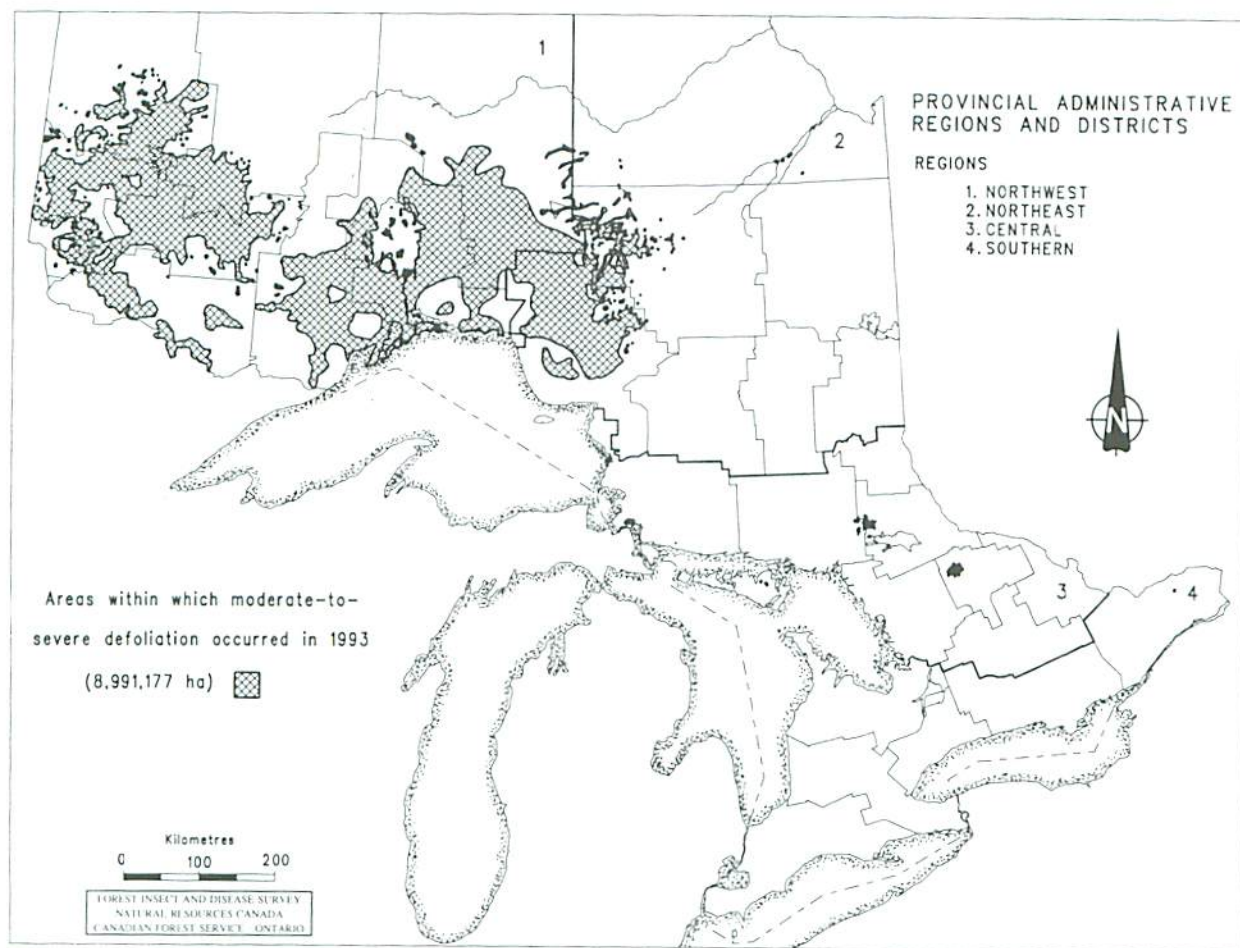 1
2
PROVINCIAL ADMINISTRATIVE
REGIONS AND DISTRICTS
REGIONS
1. NORTHWEST
2. NORTHEAST
3. CENTRAL
4. SOUTHERN
N
Areas within which moderate-to-
severe defoliation occurred in 1993
(8,991,177 ha)
3
4
Kilometres
0 100 200
FOREST INSECT AND DISEASE SURVEY
NATURAL RESOURCES CANADA
CANADIAN FOREST SERVICE ONTARIO